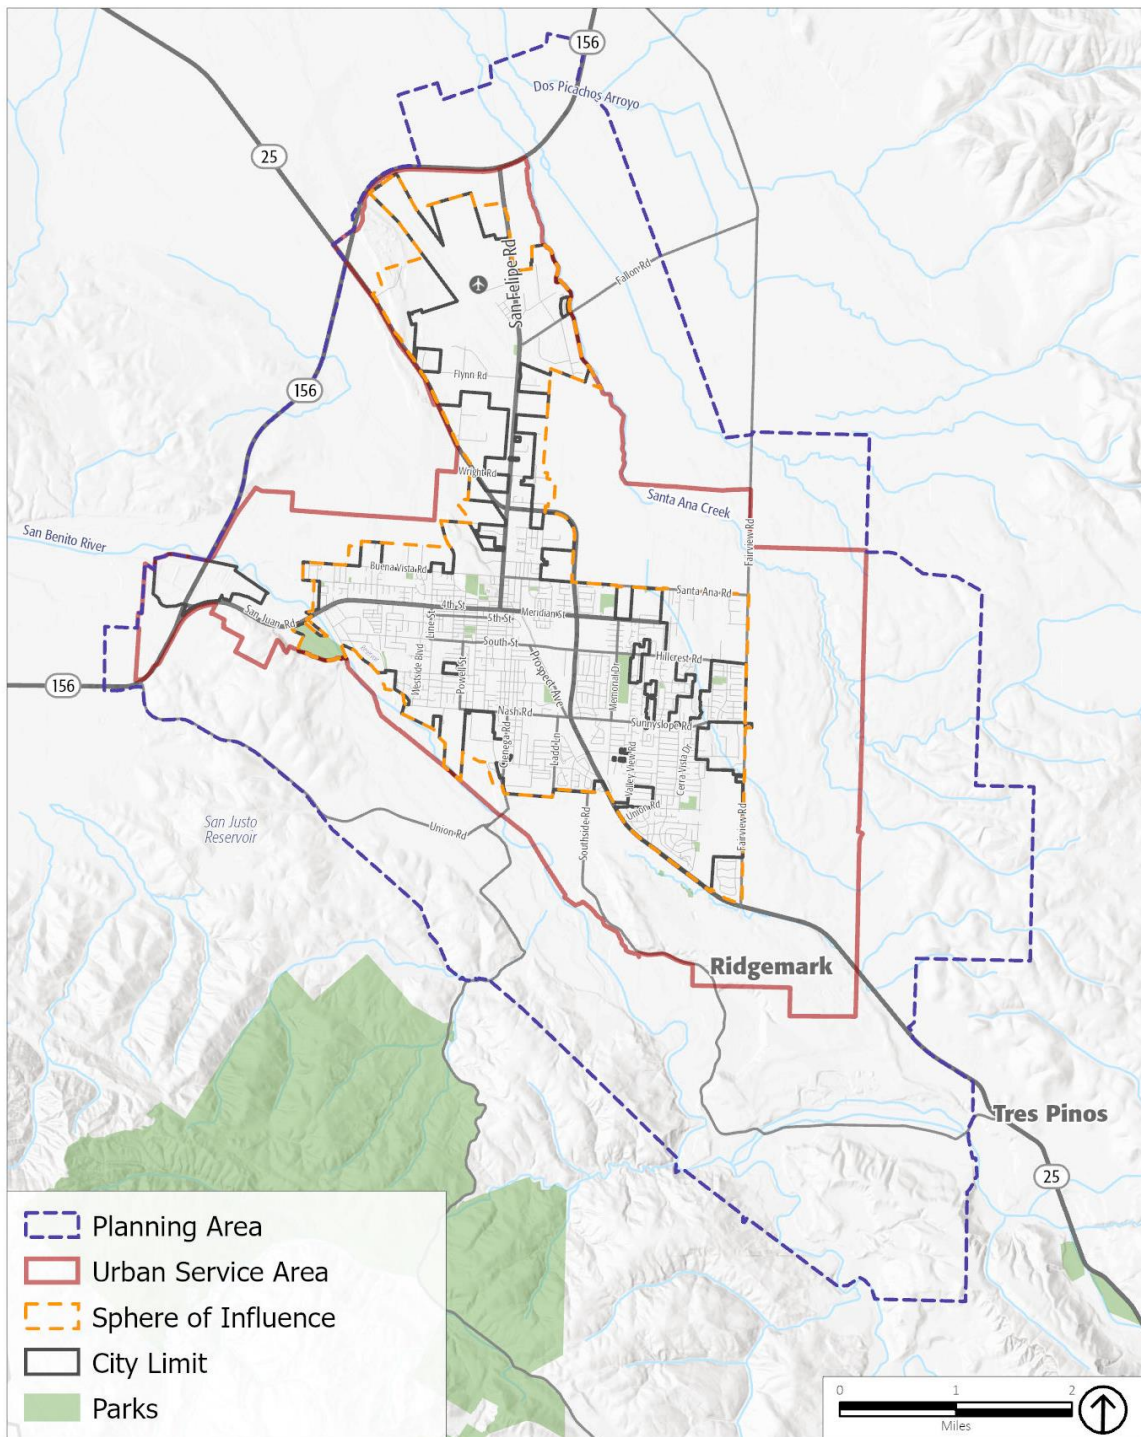 156
Dos Picachos Arroyo
25
San Felipe Rd
Fallon Rd
156
Flynn Rd
Wright Rd
Santa Ana Creek
San Benito River
Fairview Rd
Buena Vista Rd
Santa Ana Rd
4th St
Meridian St
5th St
San Juan Rd
Line St
South St
Hillcrest Rd
156
Westside Blvd
Powell St
Prospect Ave
Memorial Dr
Nash Rd
Sunnyslope Rd
Cienega Rd
Ladd Ln
Valley View Rd
Cerra Vista Dr
San Justo
Reservoir
Union Rd
Southside Rd
Union Rd
Fairview Rd
Ridgemark
Tres Pinos
25
Planning Area
Urban Service Area
Sphere of Influence
City Limit
Parks
0 1 2
Miles